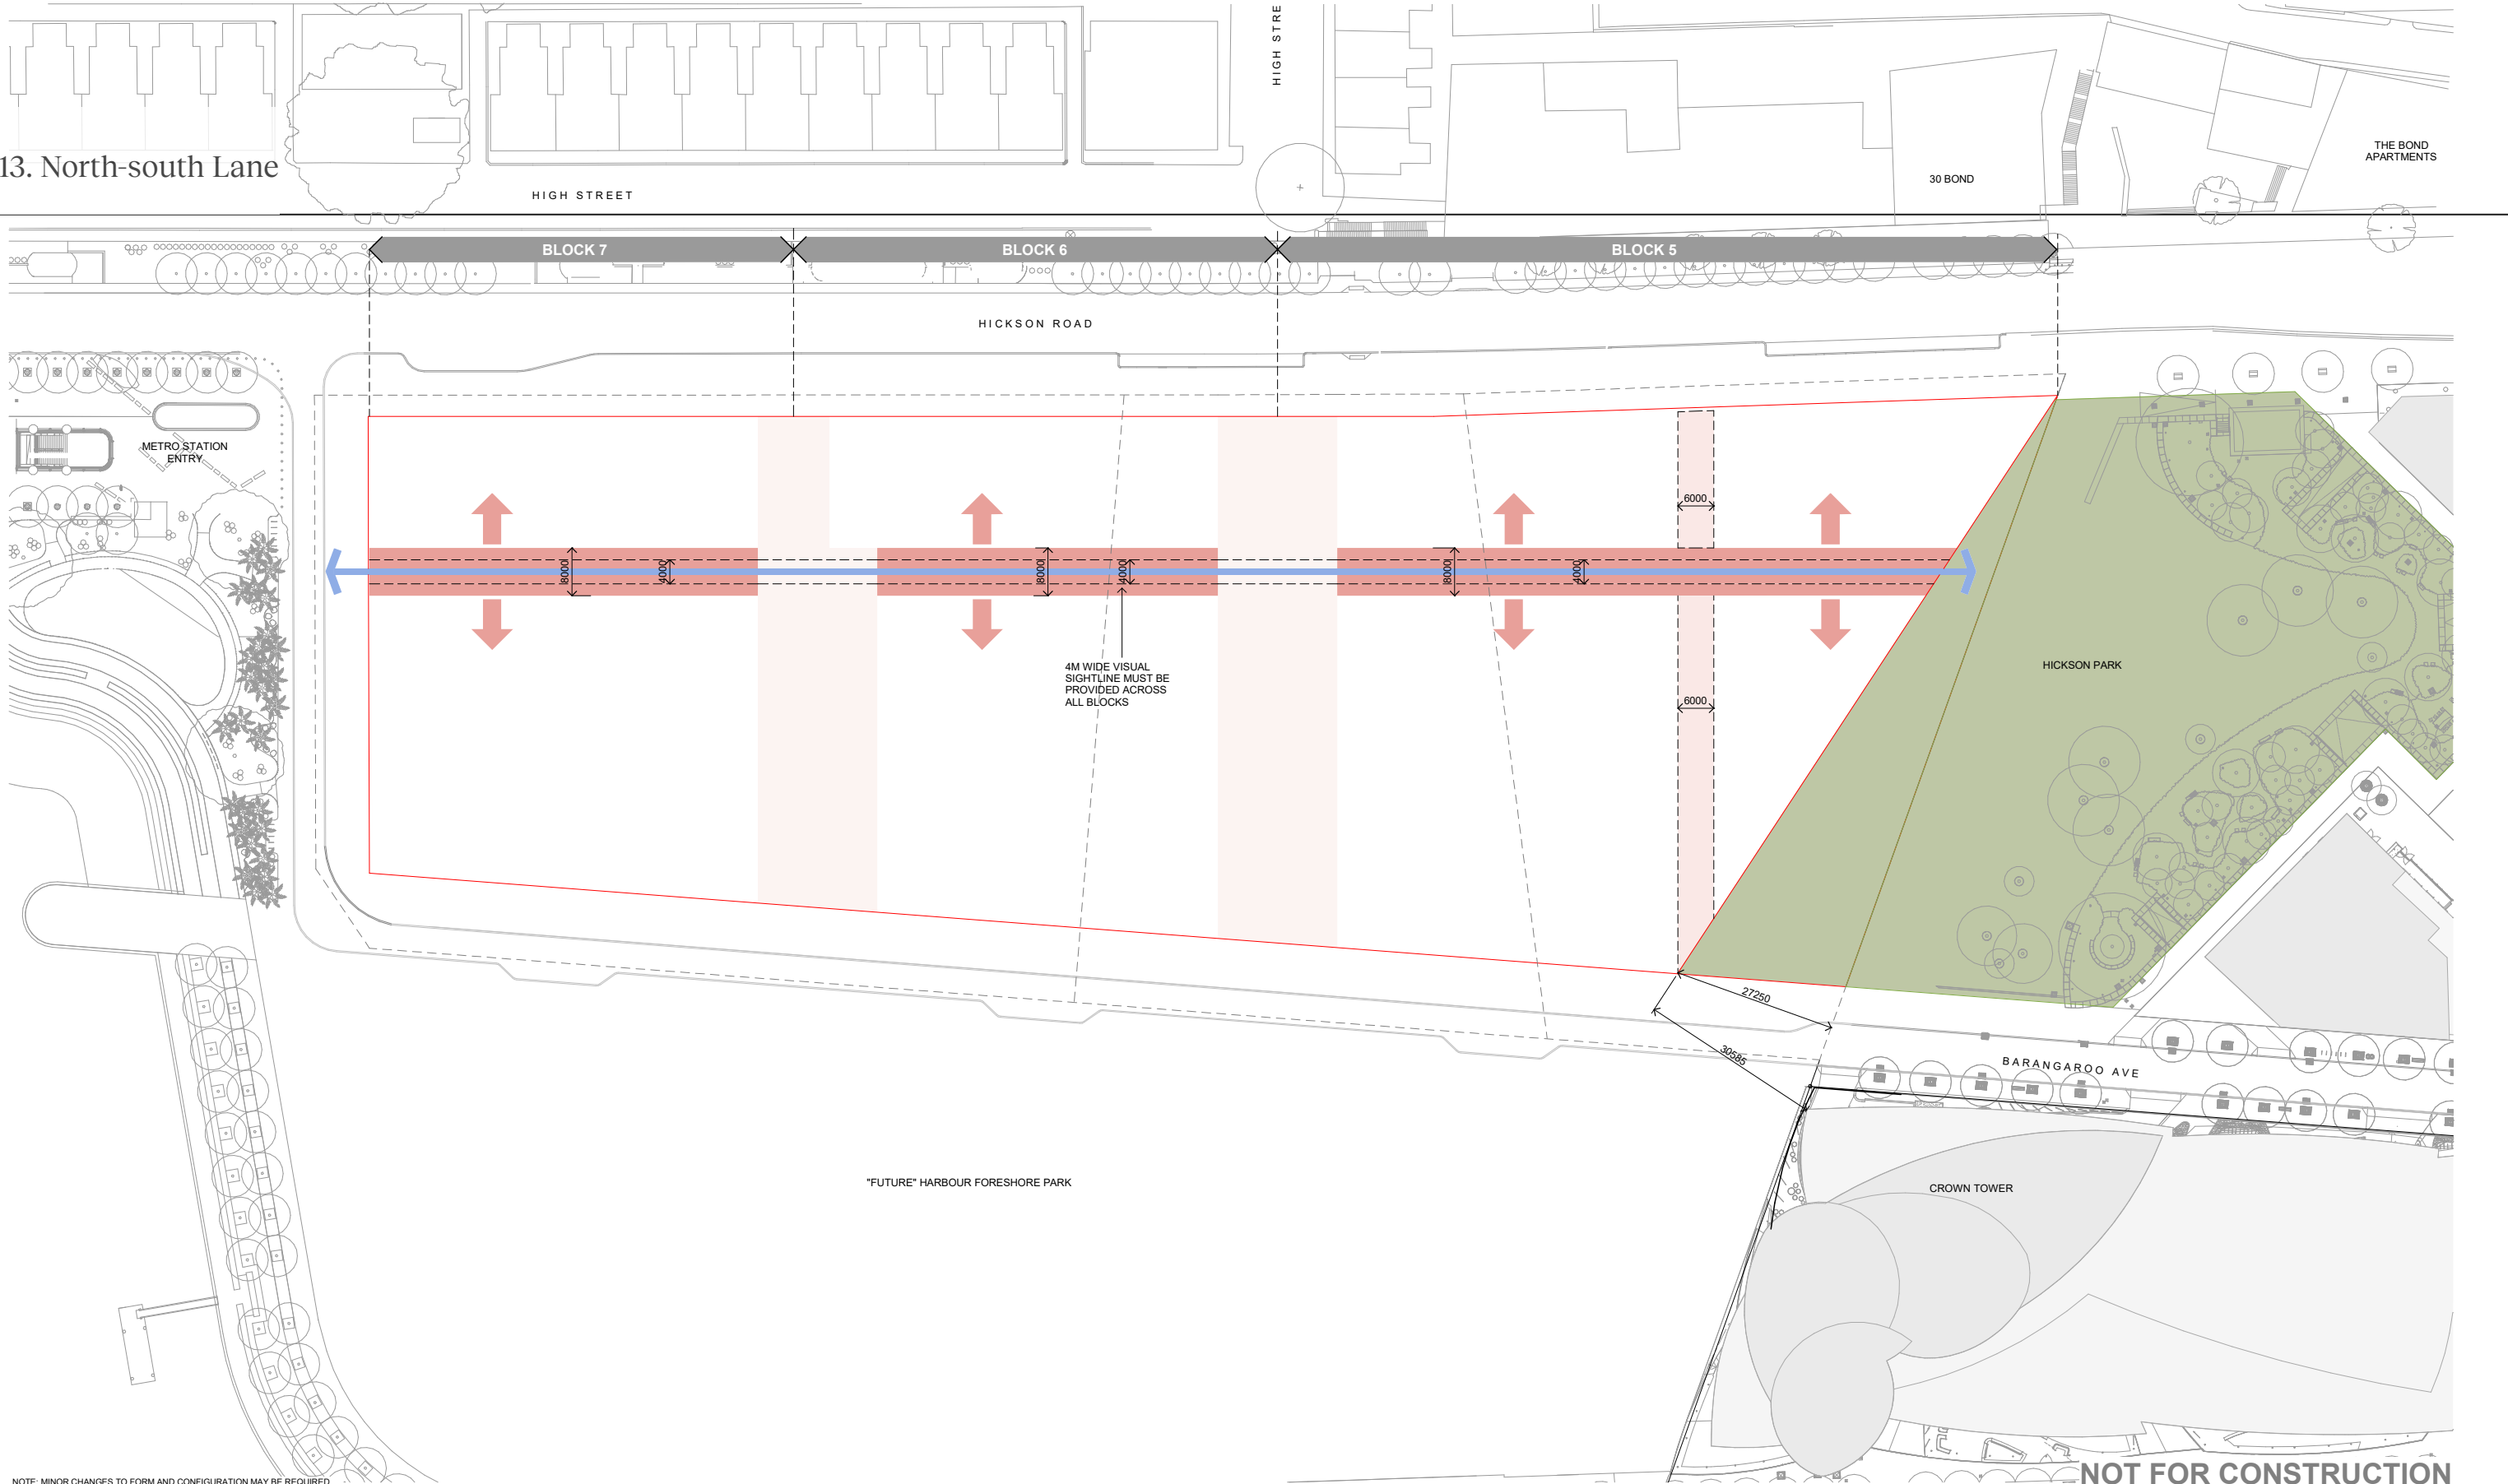 HIGH STRE
THE BOND
APARTMENTS
13. North-south Lane
30 BOND
HIGH STREET
BLOCK 7
BLOCK 6
BLOCK 5
HICKSON ROAD
METRO STATION
ENTRY
6000
8000
4000
8000
4000
8000
4000
4M WIDE VISUAL
SIGHTLINE MUST BE
PROVIDED ACROSS
ALL BLOCKS
HICKSON PARK
6000
27250
30585
BARANGAROO AVE
"FUTURE" HARBOUR FORESHORE PARK
CROWN TOWER
NOTE: MINOR CHANGES TO FORM AND CONFIGURATION MAY BE REQUIRED
NOT FOR CONSTRUCTION